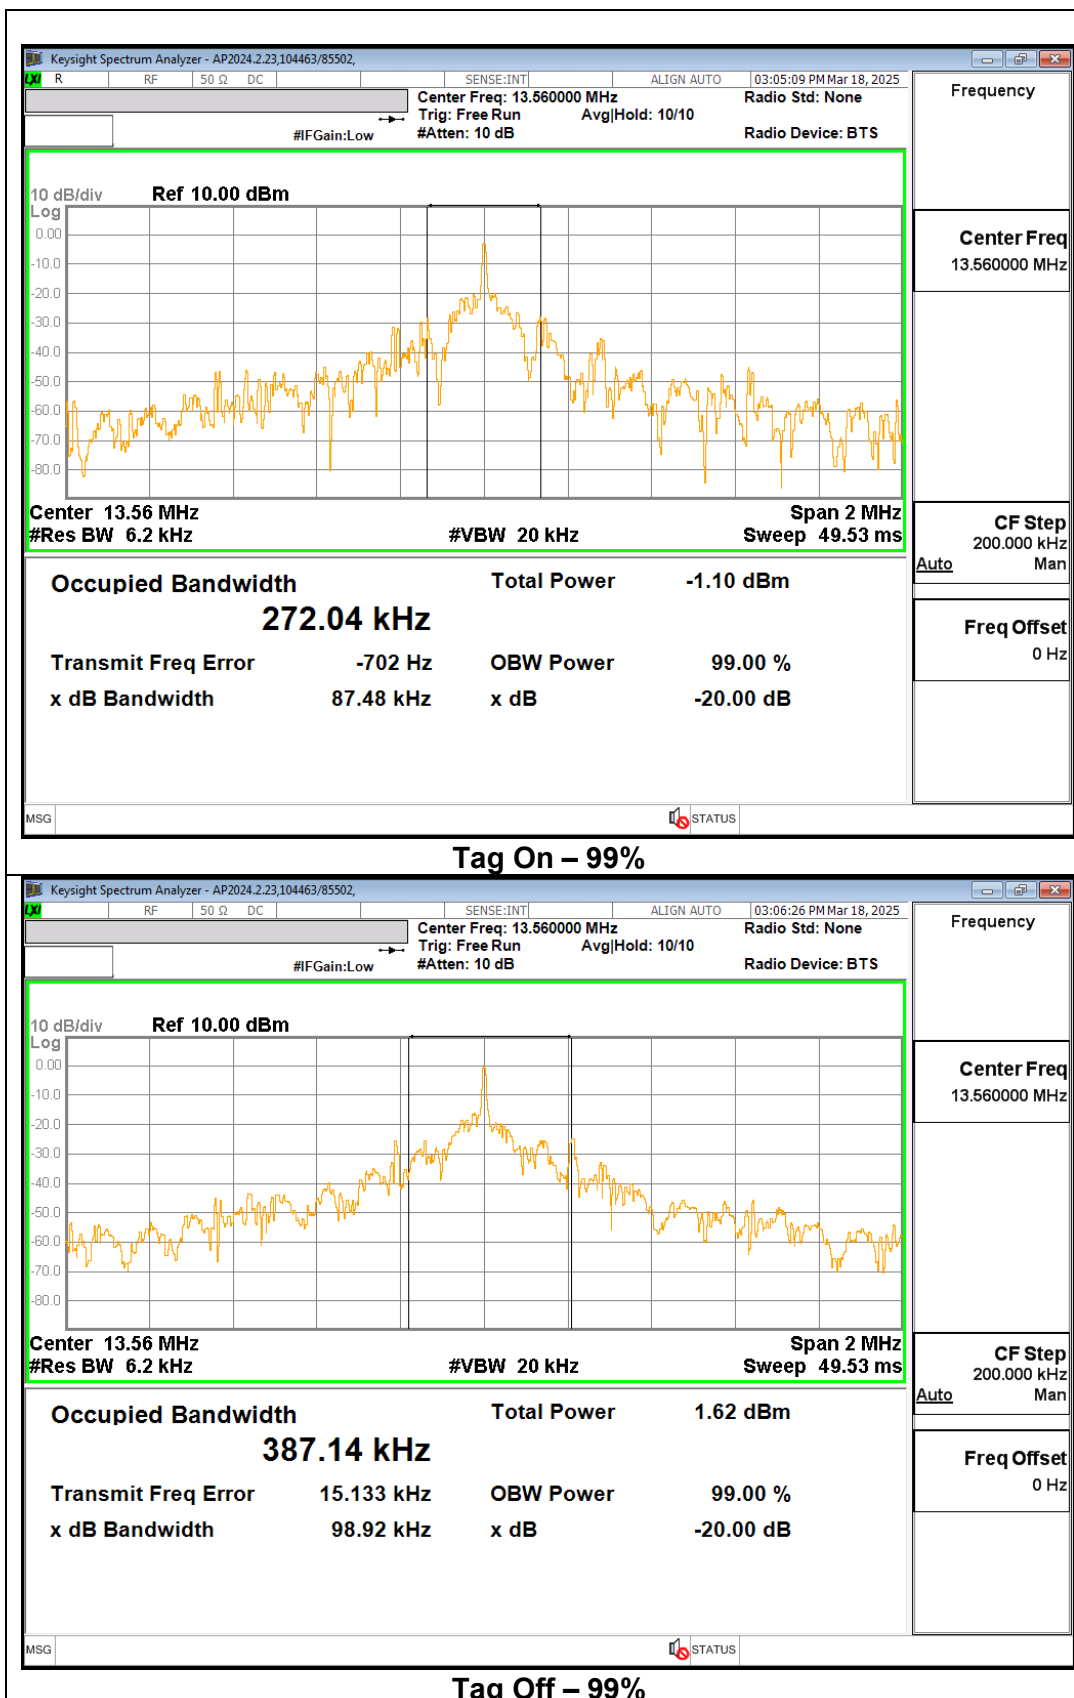 Keysight Spectrum Analyzer - AP2024.2.23,104463/85502,
LXI R RF 50 Ω DC SENSE:INT ALIGN AUTO 03:05:09 PM Mar 18, 2025
Center Freq: 13.560000 MHz Radio Std: None
Trig: Free Run Avg|Hold: 10/10
#IFGain:Low #Atten: 10 dB Radio Device: BTS
Frequency
10 dB/div Ref 10.00 dBm
Log
0.00
-10.0
-20.0
-30.0
-40.0
-50.0
-60.0
-70.0
-80.0
Center 13.56 MHz Span 2 MHz
#Res BW 6.2 kHz #VBW 20 kHz Sweep 49.53 ms
Center Freq
13.560000 MHz
CF Step
200.000 kHz
Auto Man
Freq Offset
0 Hz
Occupied Bandwidth Total Power -1.10 dBm
272.04 kHz
Transmit Freq Error -702 Hz OBW Power 99.00 %
x dB Bandwidth 87.48 kHz x dB -20.00 dB
MSG STATUS
Tag On – 99%
Keysight Spectrum Analyzer - AP2024.2.23,104463/85502,
LXI RF 50 Ω DC SENSE:INT ALIGN AUTO 03:06:26 PM Mar 18, 2025
Center Freq: 13.560000 MHz Radio Std: None
Trig: Free Run Avg|Hold: 10/10
#IFGain:Low #Atten: 10 dB Radio Device: BTS
Frequency
10 dB/div Ref 10.00 dBm
Log
0.00
-10.0
-20.0
-30.0
-40.0
-50.0
-60.0
-70.0
-80.0
Center 13.56 MHz Span 2 MHz
#Res BW 6.2 kHz #VBW 20 kHz Sweep 49.53 ms
Center Freq
13.560000 MHz
CF Step
200.000 kHz
Auto Man
Freq Offset
0 Hz
Occupied Bandwidth Total Power 1.62 dBm
387.14 kHz
Transmit Freq Error 15.133 kHz OBW Power 99.00 %
x dB Bandwidth 98.92 kHz x dB -20.00 dB
MSG STATUS
Tag Off – 99%